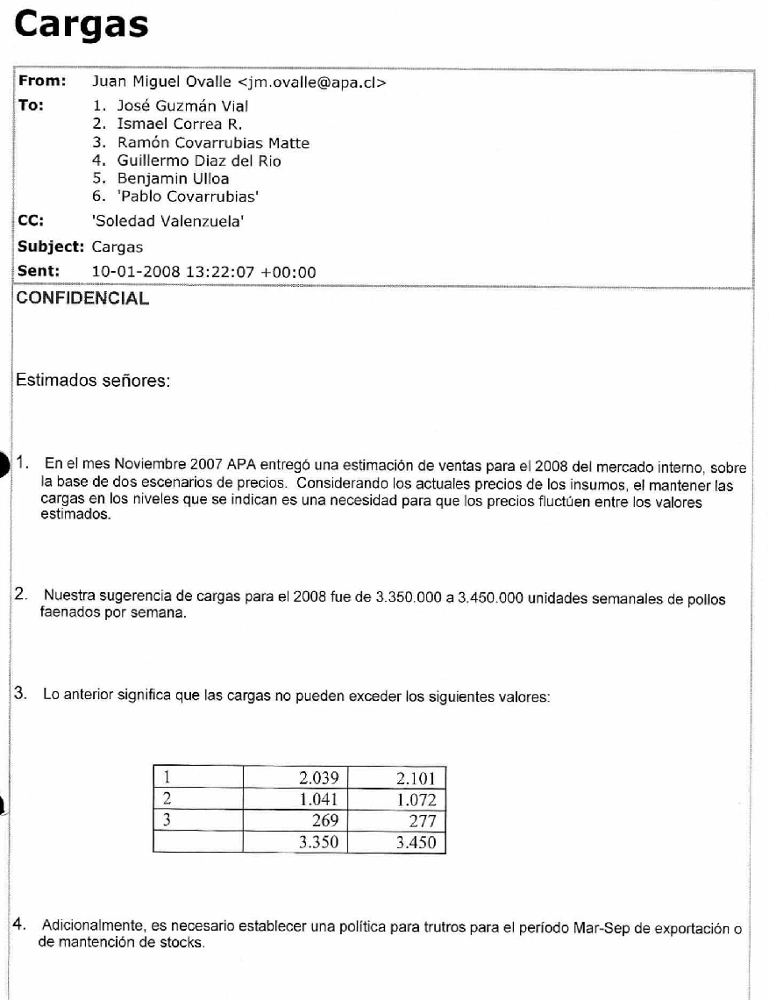 Cargas
From: Juan Miguel Ovalle <jm.ovalle@apa.cl>
To: 1. José Guzmán Vial
2. Ismael Correa R.
3. Ramón Covarrubias Matte
4. Guillermo Diaz del Rio
5. Benjamin Ulloa
6. 'Pablo Covarrubias'
CC: 'Soledad Valenzuela'
Subject: Cargas
Sent: 10-01-2008 13:22:07 +00:00
CONFIDENCIAL
Estimados señores:
1. En el mes Noviembre 2007 APA entregó una estimación de ventas para el 2008 del mercado interno, sobre
la base de dos escenarios de precios. Considerando los actuales precios de los insumos, el mantener las
cargas en los niveles que se indican es una necesidad para que los precios fluctúen entre los valores
estimados.
2. Nuestra sugerencia de cargas para el 2008 fue de 3.350.000 a 3.450.000 unidades semanales de pollos
faenados por semana.
3. Lo anterior significa que las cargas no pueden exceder los siguientes valores:
1 2.039 2.101
2 1.041 1.072
3 269 277
3.350 3.450
4. Adicionalmente, es necesario establecer una política para trutros para el período Mar-Sep de exportación o
de mantención de stocks.